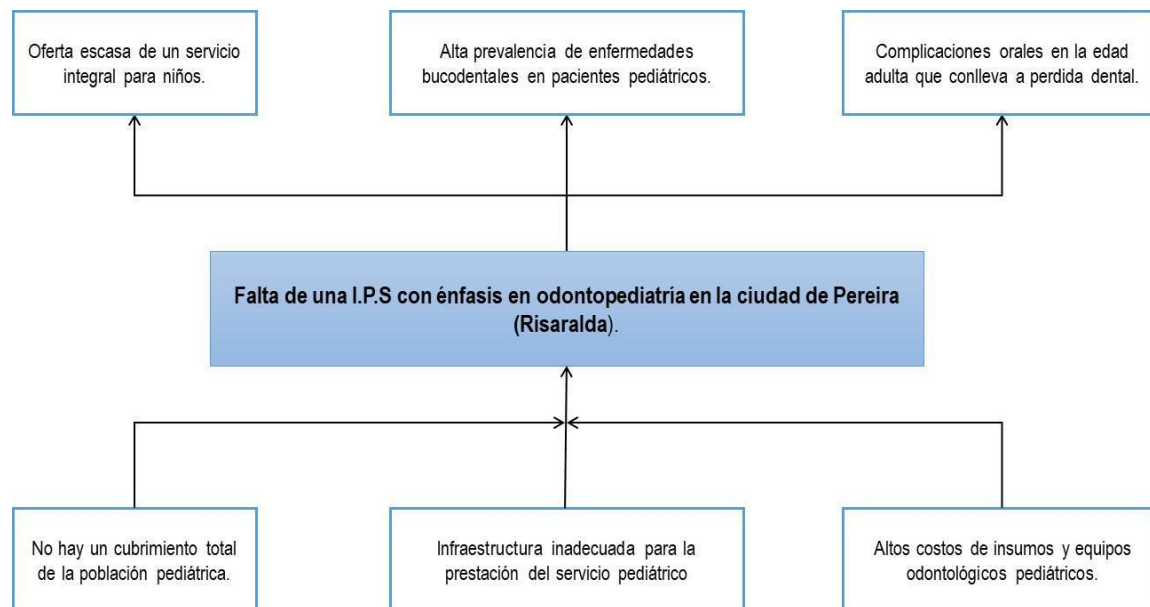 Oferta escasa de un servicio
integral para niños.
Alta prevalencia de enfermedades
bucodentales en pacientes pediátricos.
Complicaciones orales en la edad
adulta que conlleva a perdida dental.
Falta de una I.P.S con énfasis en odontopediatría en la ciudad de Pereira
(Risaralda).
No hay un cubrimiento total
de la población pediátrica.
Infraestructura inadecuada para la
prestación del servicio pediátrico
Altos costos de insumos y equipos
odontológicos pediátricos.